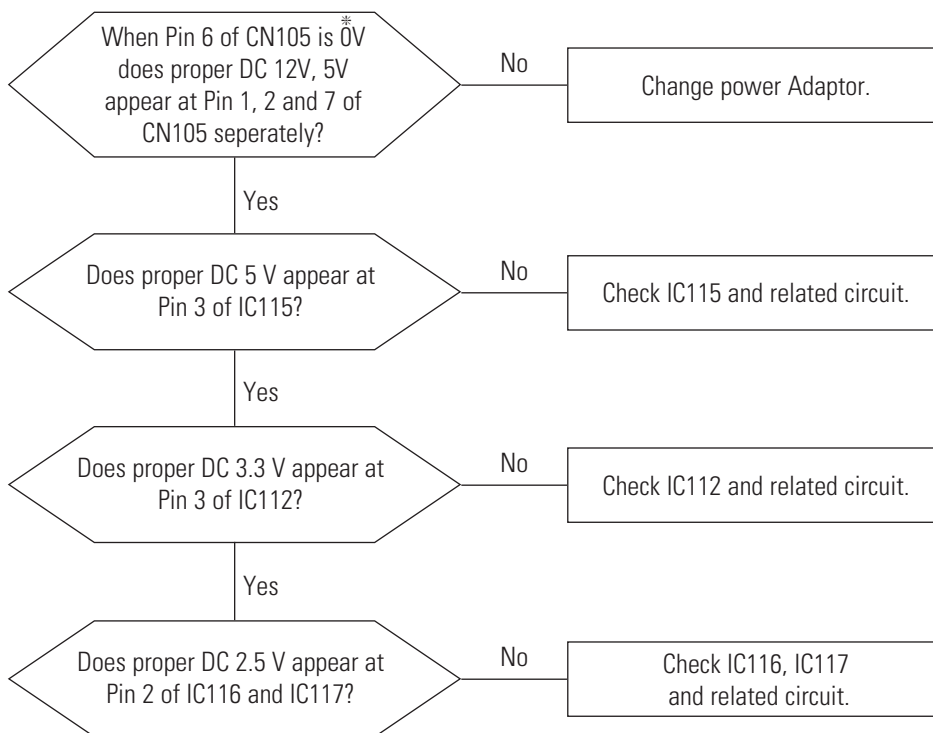 When Pin 6 of CN105 is ※0V
does proper DC 12V, 5V
appear at Pin 1, 2 and 7 of
CN105 seperately?
No
Change power Adaptor.
Yes
Does proper DC 5 V appear at
Pin 3 of IC115?
No
Check IC115 and related circuit.
Yes
Does proper DC 3.3 V appear at
Pin 3 of IC112?
No
Check IC112 and related circuit.
Yes
Does proper DC 2.5 V appear at
Pin 2 of IC116 and IC117?
No
Check IC116, IC117
and related circuit.